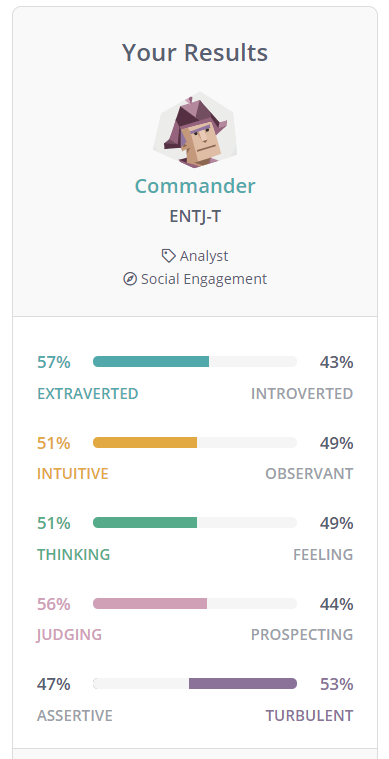 Your Results
Commander
ENTJ-T
Analyst
Social Engagement
57% 43%
EXTRAVERTED INTROVERTED
51% 49%
INTUITIVE OBSERVANT
51% 49%
THINKING FEELING
56% 44%
JUDGING PROSPECTING
47% 53%
ASSERTIVE TURBULENT